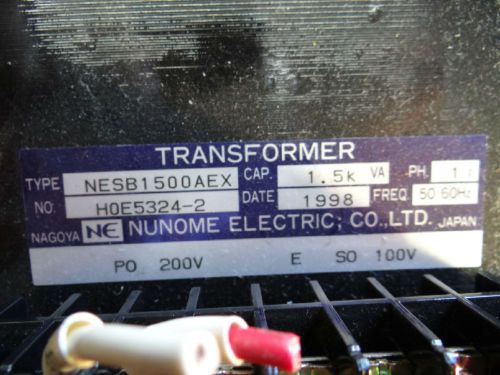 TRANSFORMER
TYPE NESB1500AEX CAP. 1.5k VA PH. 1
NO. H0E5324-2 DATE 1998 FREQ. 50 60Hz
NAGOYA NE NUNOME ELECTRIC; CO.,LTD. JAPAN
PO 200V E SO 100V